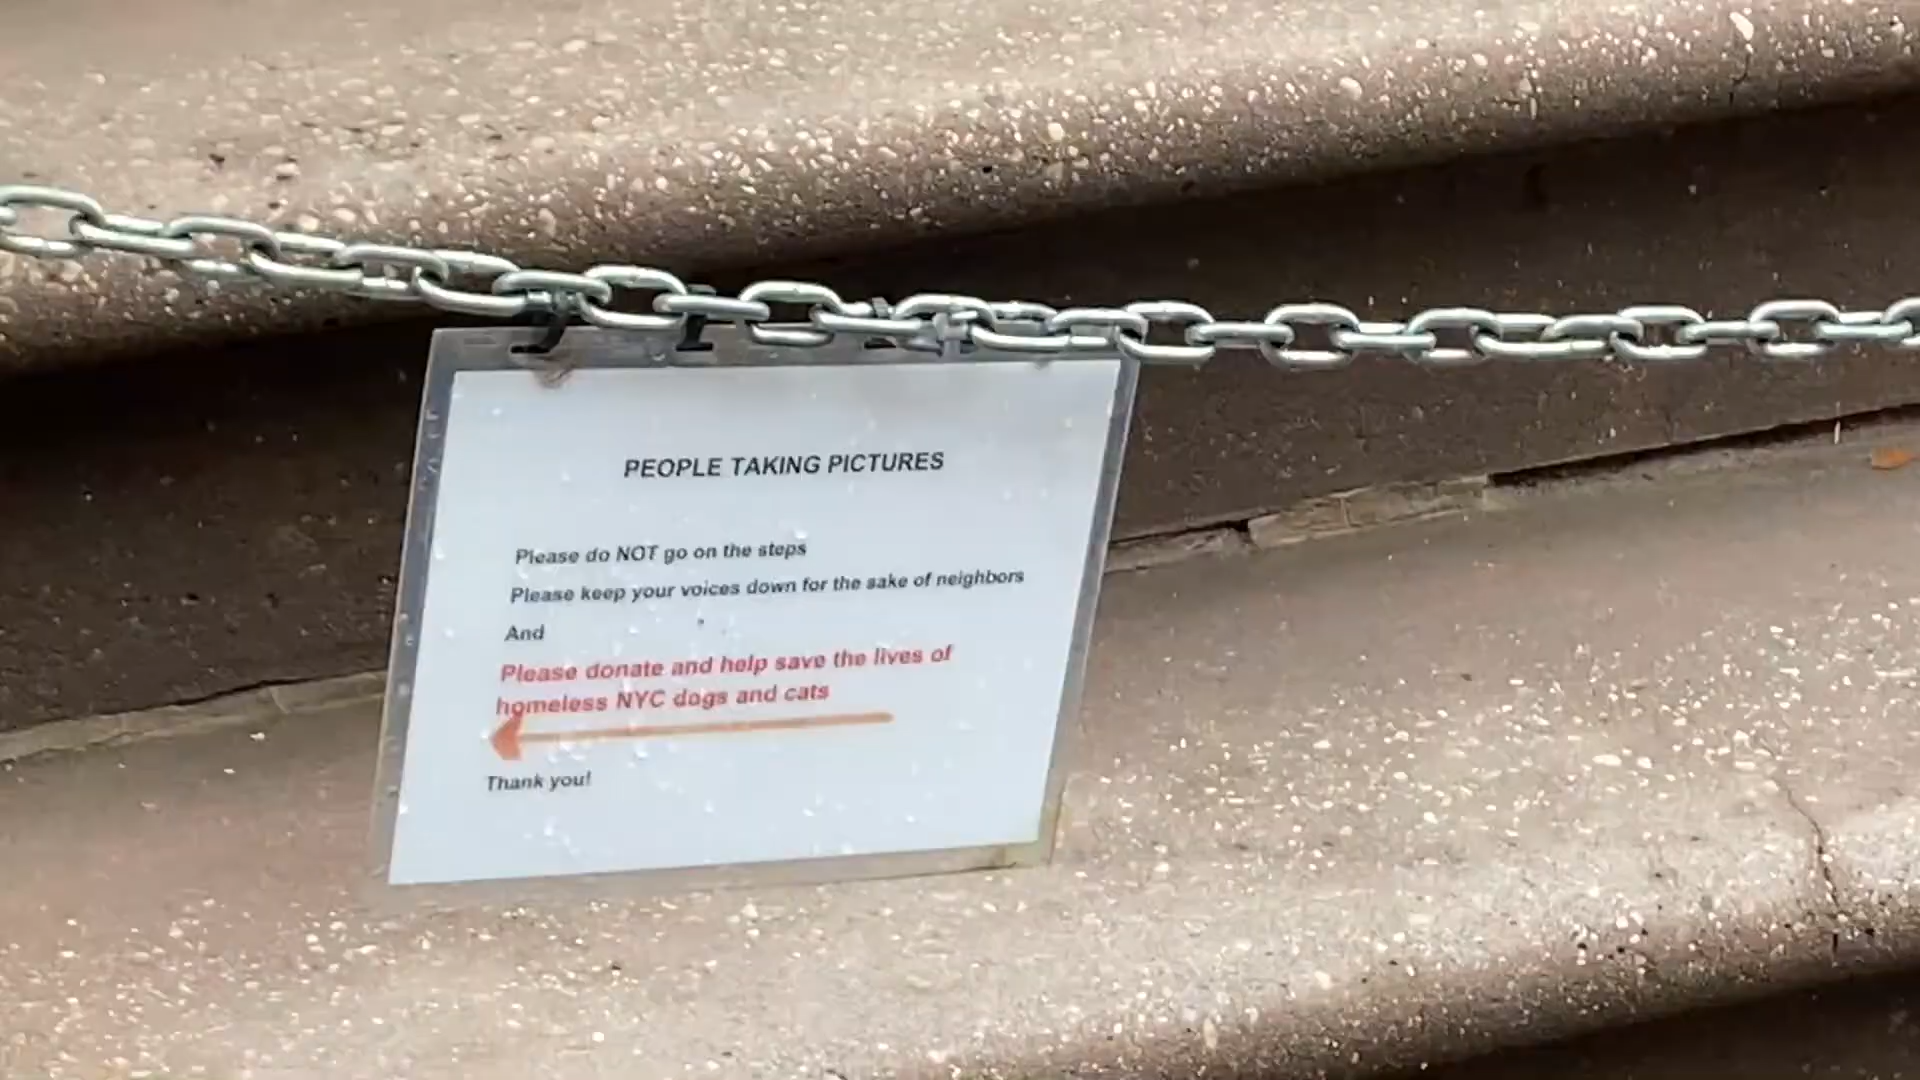 PEOPLE TAKING PICTURES
Please do NOT go on the steps
Please keep your voices down for the sake of neighbors
And
Please donate and help save the lives of
homeless NYC dogs and cats
Thank you!